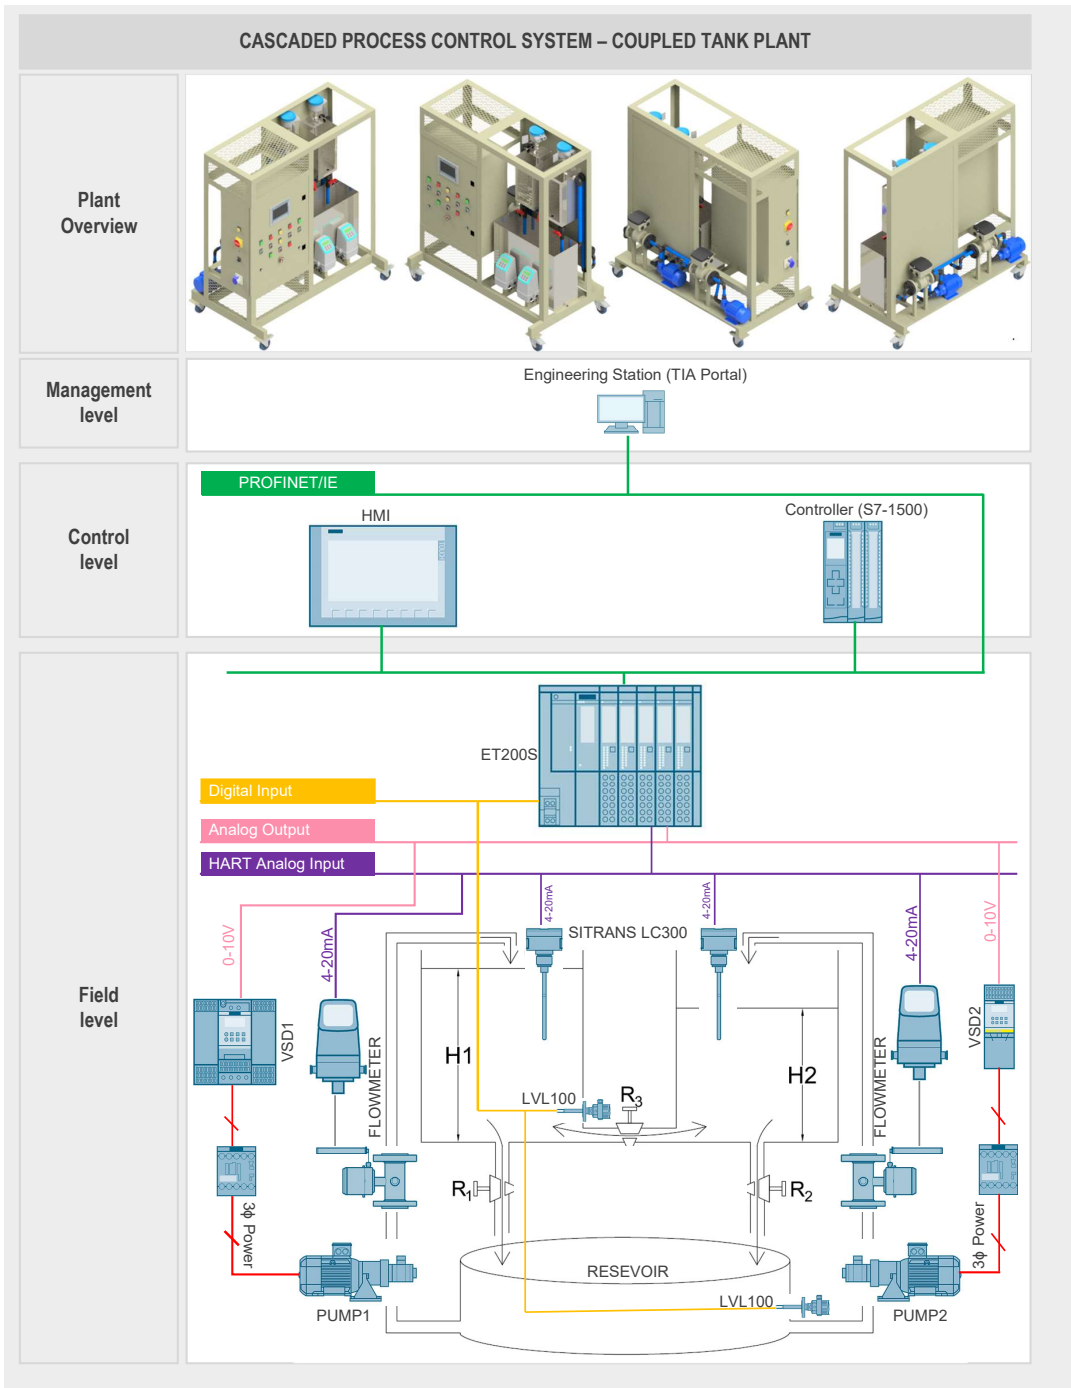 CASCADED PROCESS CONTROL SYSTEM – COUPLED TANK PLANT
Plant
Overview
Management
level
Engineering Station (TIA Portal)
Control
level
PROFINET/IE
HMI
Controller (S7-1500)
Field
level
ET200S
Digital Input
Analog Output
HART Analog Input
0-10V
4-20mA
4-20mA
SITRANS LC300
4-20mA
4-20mA
0-10V
VSD1
FLOWMETER
H1
LVL100
R3
H2
FLOWMETER
VSD2
R1
R2
3ϕ Power
3ϕ Power
RESEVOIR
LVL100
PUMP1
PUMP2